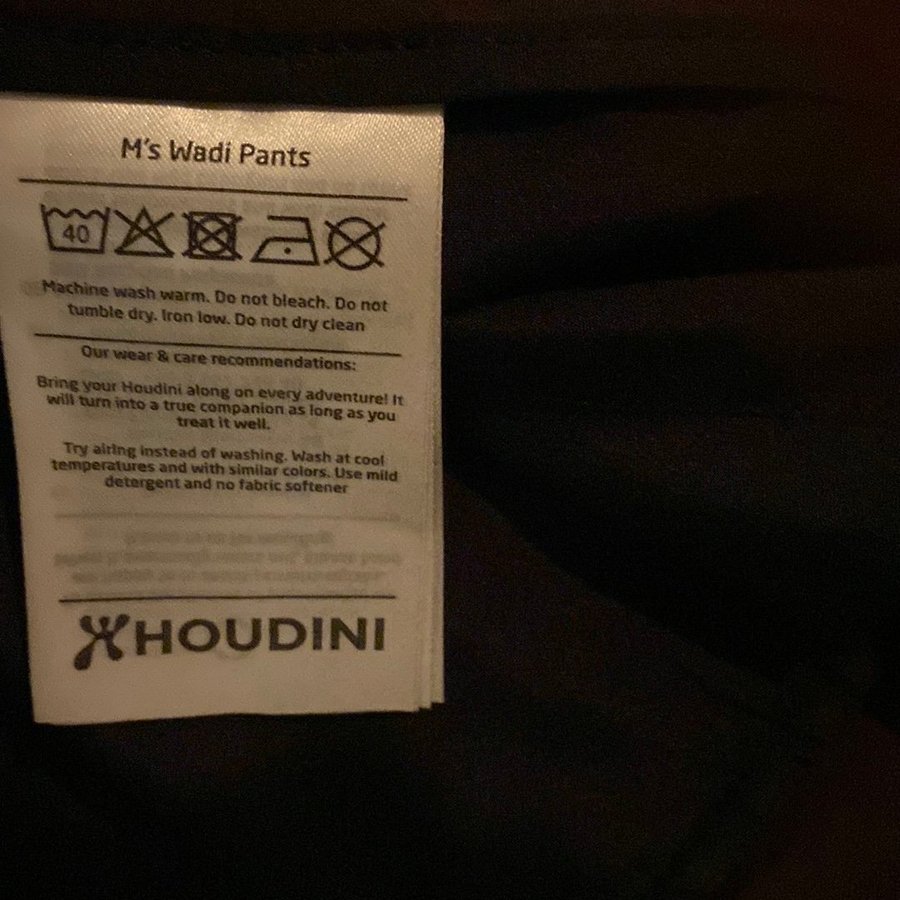 M's Wadi Pants
40
Machine wash warm. Do not bleach. Do not
tumble dry. Iron low. Do not dry clean
Our wear & care recommendations:
Bring your Houdini along on every adventure! It
will turn into a true companion as long as you
treat it well.
Try airing instead of washing. Wash at cool
temperatures and with similar colors. Use mild
detergent and no fabric softener
HOUDINI